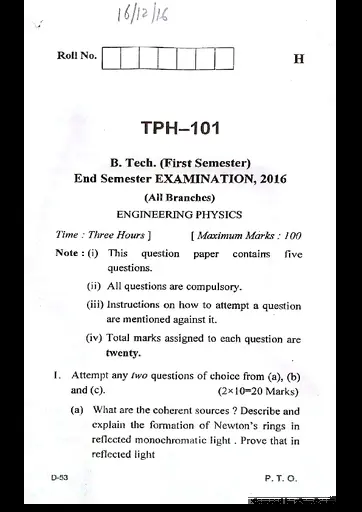 16/12/16
Roll No.
H
TPH–101
B. Tech. (First Semester)
End Semester EXAMINATION, 2016
(All Branches)
ENGINEERING PHYSICS
Time : Three Hours ] [ Maximum Marks : 100
Note : (i) This question paper contains five
questions.
(ii) All questions are compulsory.
(iii) Instructions on how to attempt a question
are mentioned against it.
(iv) Total marks assigned to each question are
twenty.
1. Attempt any two questions of choice from (a), (b)
and (c). (2×10=20 Marks)
(a) What are the coherent sources ? Describe and
explain the formation of Newton's rings in
reflected monochromatic light . Prove that in
reflected light
D–53 P. T. O.